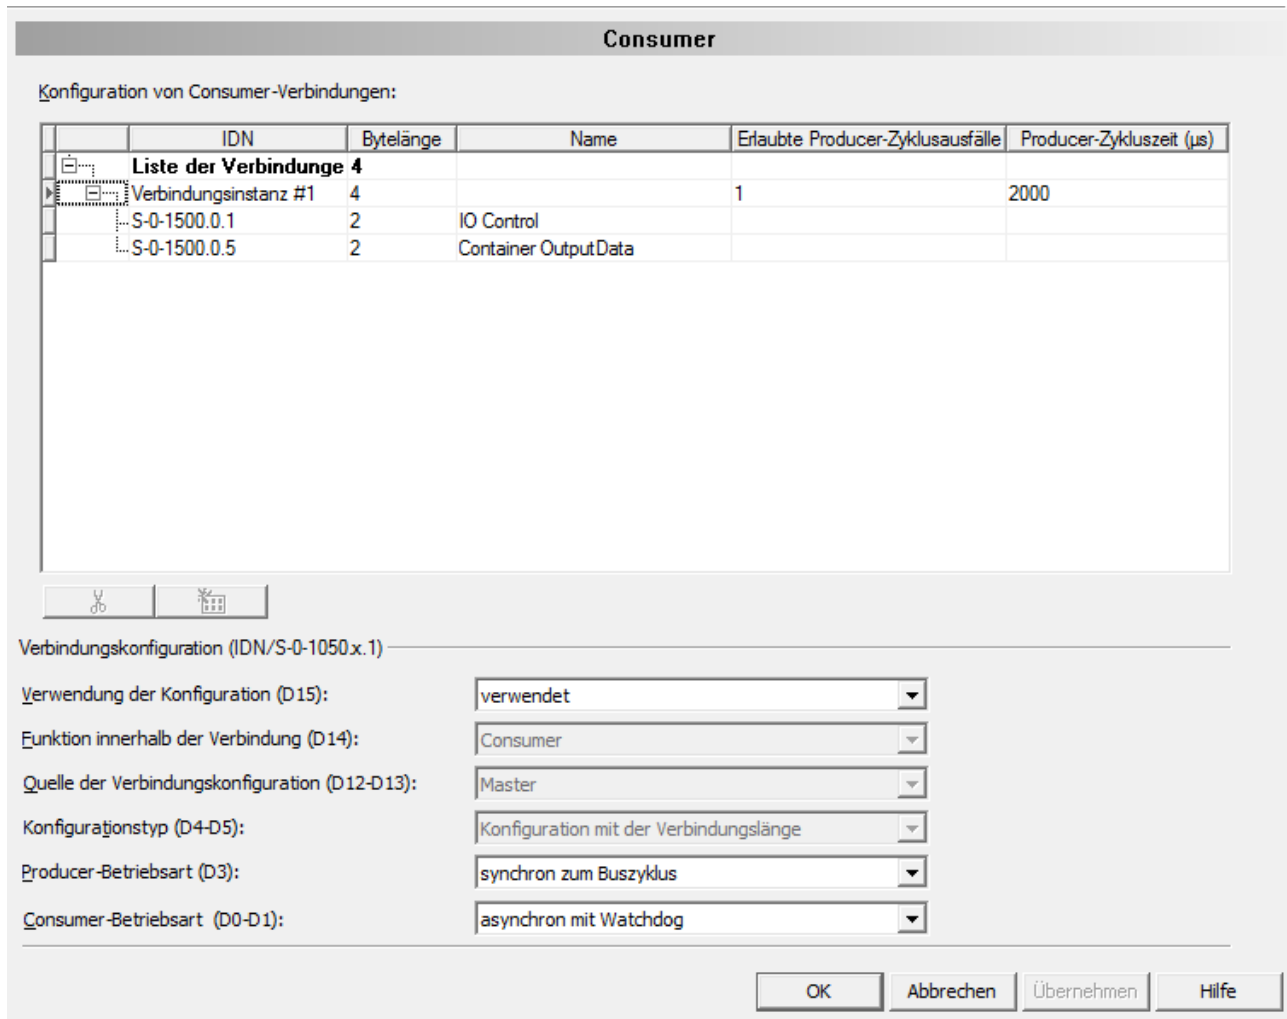 Consumer
Konfiguration von Consumer-Verbindungen:
IDN Bytelänge Name Erlaubte Producer-Zyklusausfälle Producer-Zykluszeit (µs)
Liste der Verbindunge 4
Verbindungsinstanz #1 4 1 2000
S-0-1500.0.1 2 IO Control
S-0-1500.0.5 2 Container OutputData
Verbindungskonfiguration (IDN/S-0-1050.x.1)
Verwendung der Konfiguration (D15): verwendet
Funktion innerhalb der Verbindung (D14): Consumer
Quelle der Verbindungskonfiguration (D12-D13): Master
Konfigurationstyp (D4-D5): Konfiguration mit der Verbindungslänge
Producer-Betriebsart (D3): synchron zum Buszyklus
Consumer-Betriebsart (D0-D1): asynchron mit Watchdog
OK Abbrechen Übernehmen Hilfe